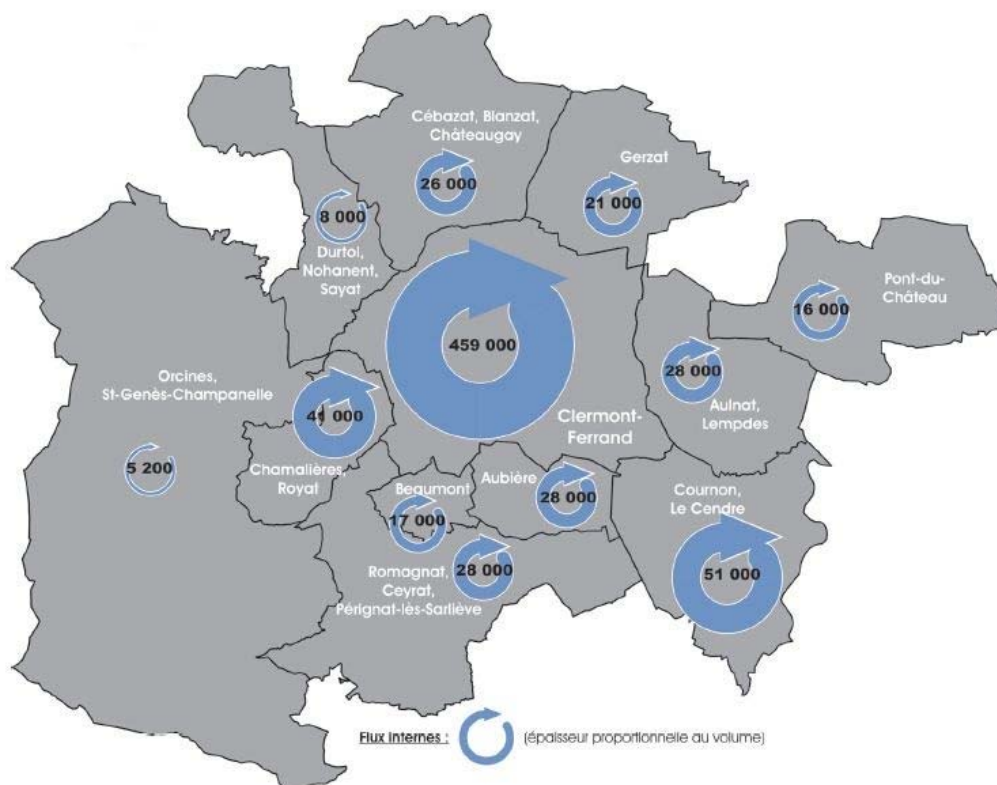 Cébazat, Blanzat,
Châteaugay
26 000
Gerzat
21 000
8 000
Durtol,
Nohanent,
Sayat
Pont-du-
Château
16 000
459 000
Clermont-
Ferrand
28 000
Aulnat,
Lempdes
Orcines,
St-Genès-Champanelle
5 200
41 000
Chamalières,
Royat
Beaumont
17 000
Aubière
28 000
Cournon,
Le Cendre
51 000
28 000
Romagnat,
Ceyrat,
Pérignat-lès-Sarliève
Flux internes :
(épaisseur proportionnelle au volume)